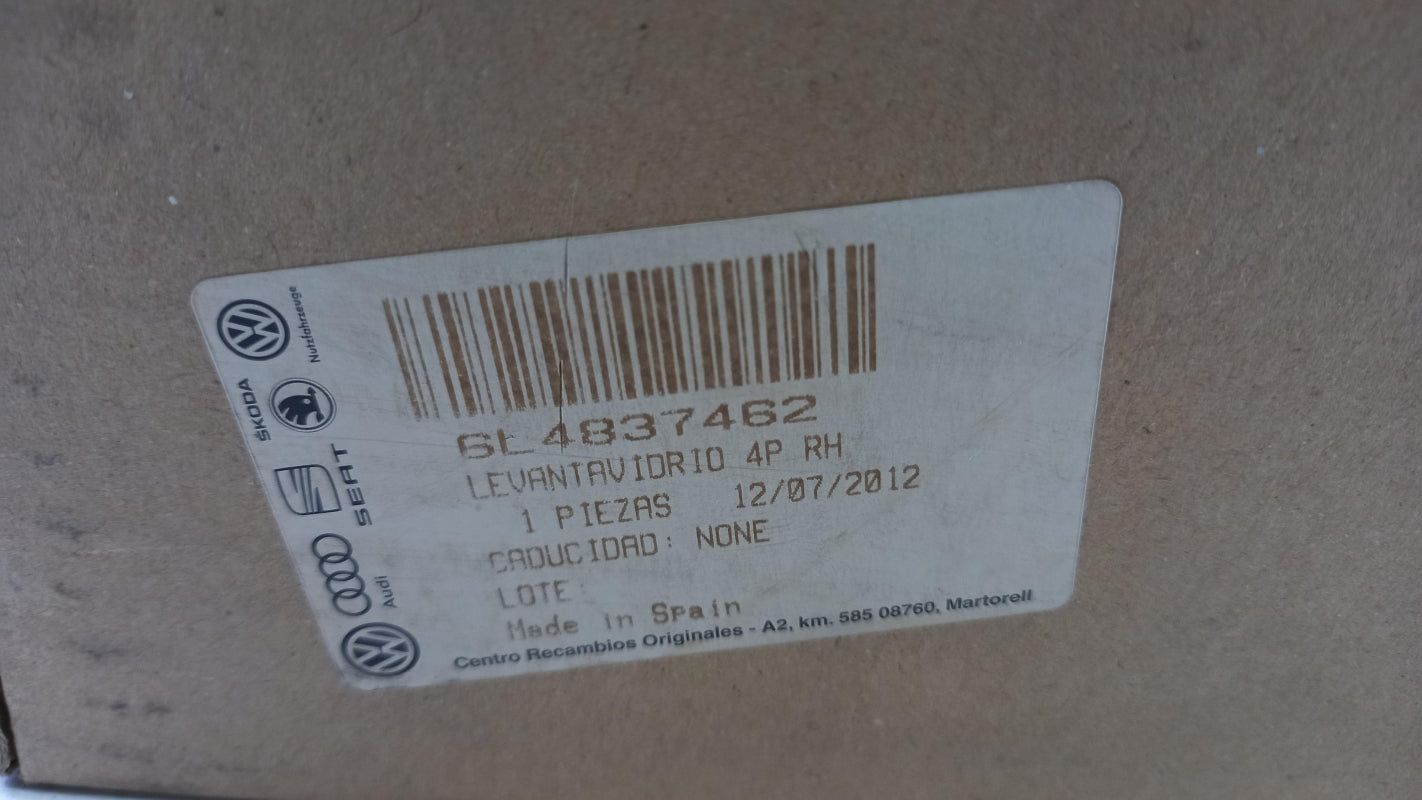 Nutzfahrzeuge
ŠKODA
SEAT
Audi
6L4837462
LEVANTAVIDRIO 4P RH
1 PIEZAS 12/07/2012
CADUCIDAD: NONE
LOTE:
Made in Spain
Centro Recambios Originales - A2, km. 585 08760, Martorell